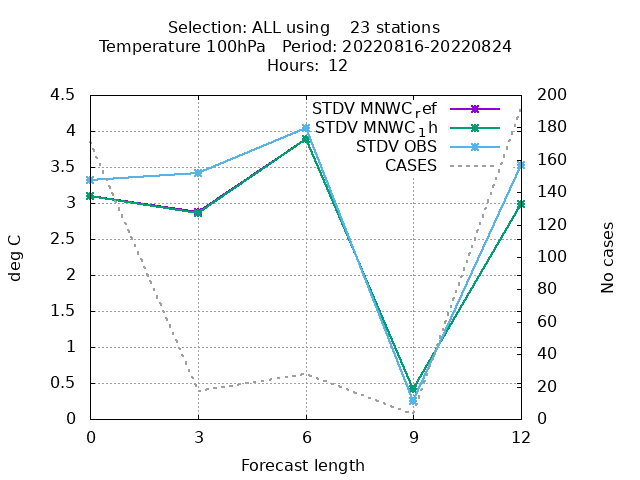 Selection: ALL using    23 stations
Temperature 100hPa   Period: 20220816-20220824
Hours:  12
STDV MNWCref
STDV MNWC1h
STDV OBS
CASES
4.5
4
3.5
3
2.5
2
1.5
1
0.5
0
200
180
160
140
120
100
80
60
40
20
0
deg C
No cases
0 3 6 9 12
Forecast length